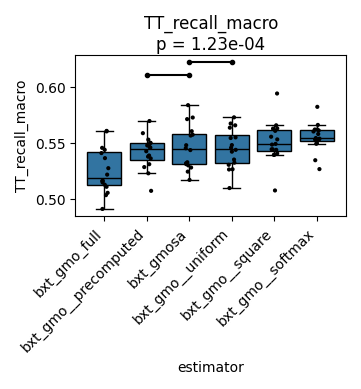 TT_recall_macro
p = 1.23e-04
TT_recall_macro
0.60
0.55
0.50
bxt_gmo_full
bxt_gmo__precomputed
bxt_gmosa
bxt_gmo__uniform
bxt_gmo__square
bxt_gmo__softmax
estimator